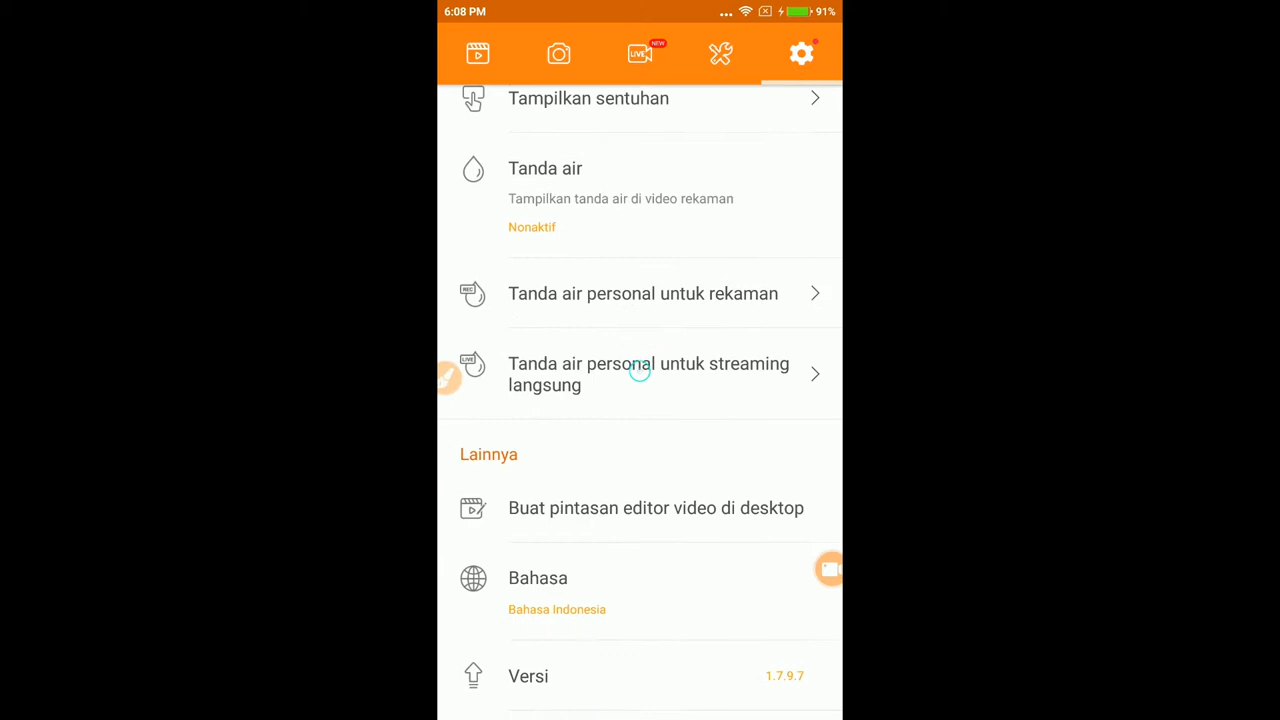 6:08 PM
91%
LIVE
NEW
Tampilkan sentuhan
Tanda air
Tampilkan tanda air di video rekaman
Nonaktif
REC
Tanda air personal untuk rekaman
LIVE
Tanda air personal untuk streaming
langsung
Lainnya
Buat pintasan editor video di desktop
Bahasa
Bahasa Indonesia
Versi
1.7.9.7